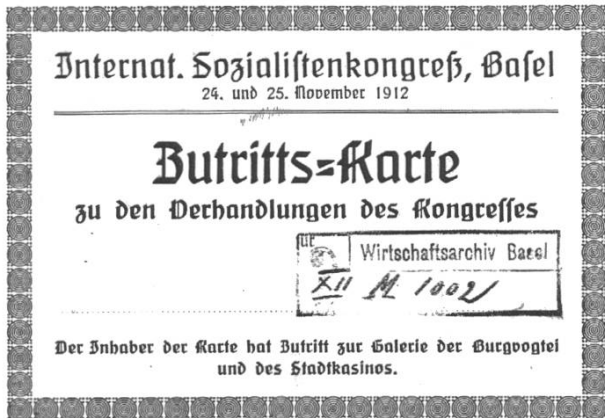 Internat. Sozialistenkongreß, Basel
24. und 25. November 1912
Zutritts=Karte
zu den Verhandlungen des Kongresses
für
Wirtschaftsarchiv Basel
XII M 1002
Der Inhaber der Karte hat Zutritt zur Galerie der Burgvogtei
und des Stadtkasinos.